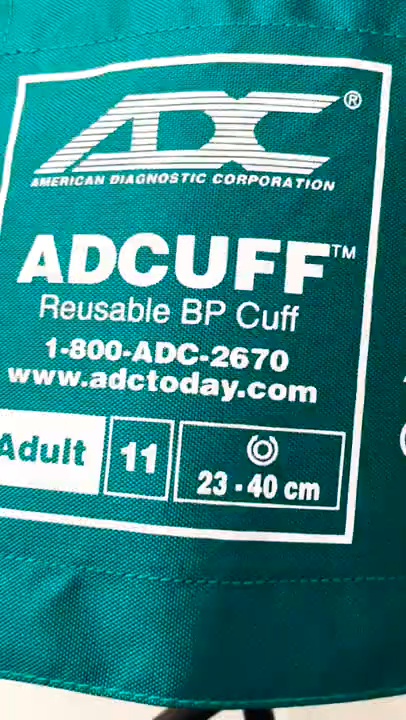 ADC®
AMERICAN DIAGNOSTIC CORPORATION
ADCUFF™
Reusable BP Cuff
1-800-ADC-2670
www.adctoday.com
Adult 11 23 - 40 cm